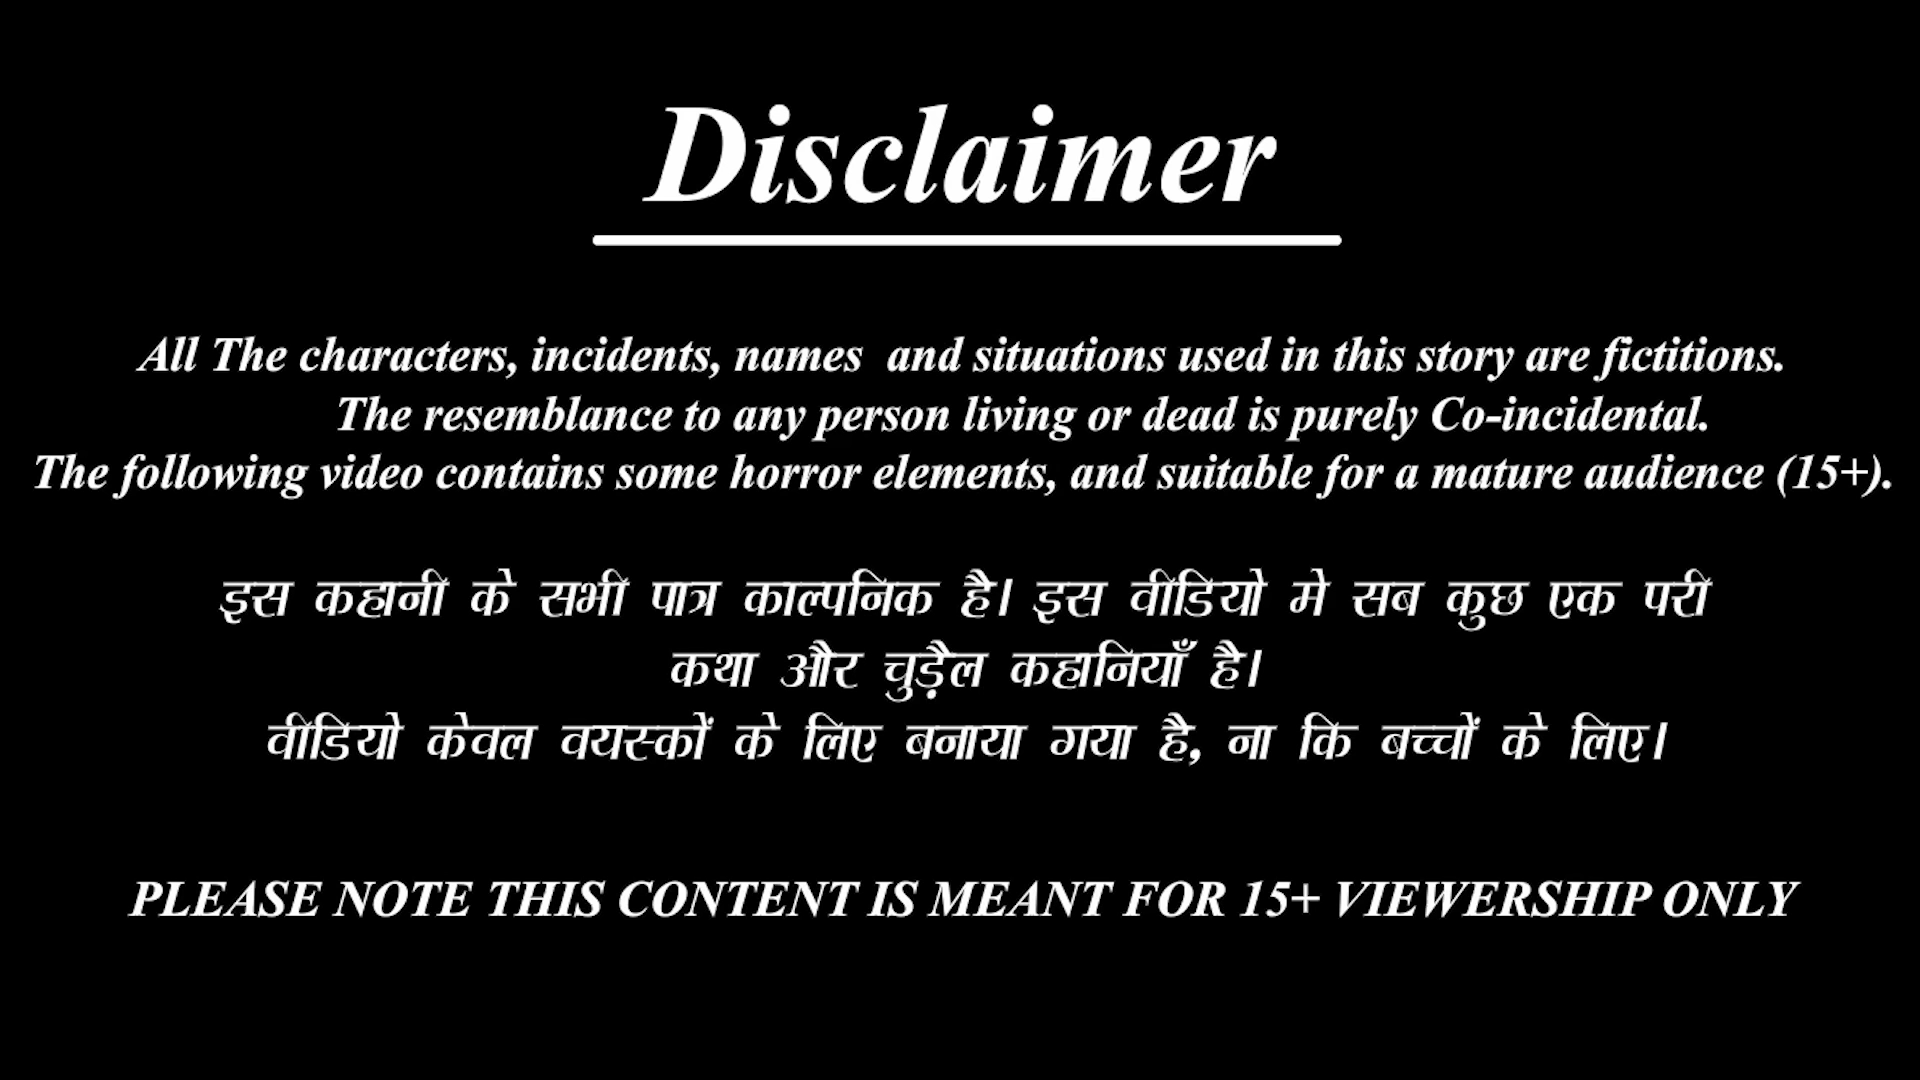 Disclaimer
All The characters, incidents, names and situations used in this story are fictitions.
The resemblance to any person living or dead is purely Co-incidental.
The following video contains some horror elements, and suitable for a mature audience (15+).
इस कहानी के सभी पात्र काल्पनिक है। इस वीडियो मे सब कुछ एक परी
कथा और चुड़ैल कहानियाँ है।
वीडियो केवल वयस्कों के लिए बनाया गया है, ना कि बच्चों के लिए।
PLEASE NOTE THIS CONTENT IS MEANT FOR 15+ VIEWERSHIP ONLY